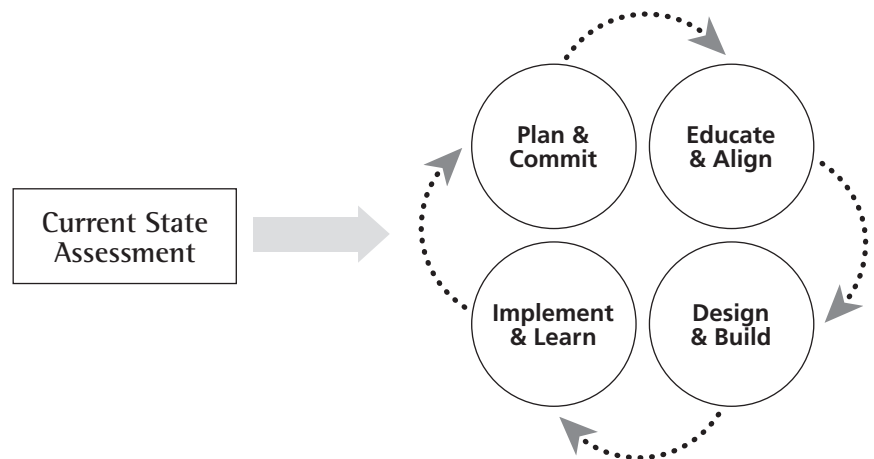 Current State
Assessment
Plan &
Commit
Educate
& Align
Implement
& Learn
Design
& Build